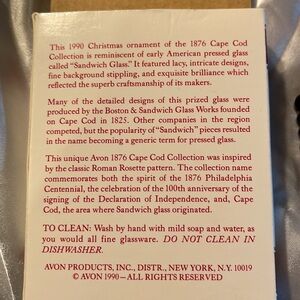 This 1990 Christmas ornament of the 1876 Cape Cod
Collection is reminiscent of early American pressed
glass called "Sandwich Glass." It featured lacy, intricate designs,
fine background stippling, and exquisite brilliance which
reflected the superb craftsmanship of its makers.
Many of the detailed designs of this prized glass were
produced by the Boston & Sandwich Glass Works founded
on Cape Cod in 1825. Other companies in the region
competed, but the popularity of "Sandwich" pieces resulted
in the name becoming a generic term for pressed glass.
This unique Avon 1876 Cape Cod Collection was inspired
by the classic Roman Rosette pattern. The collection name
commemorates both the spirit of the 1876 Philadelphia
Centennial, the celebration of the 100th anniversary of the
signing of the Declaration of Independence, and, Cape
Cod, the area where Sandwich glass originated.
TO CLEAN: Wash by hand with mild soap and water, as
you would all fine glassware. DO NOT CLEAN IN
DISHWASHER.
AVON PRODUCTS, INC., DISTR., NEW YORK, N.Y. 10019
© AVON 1990—ALL RIGHTS RESERVED